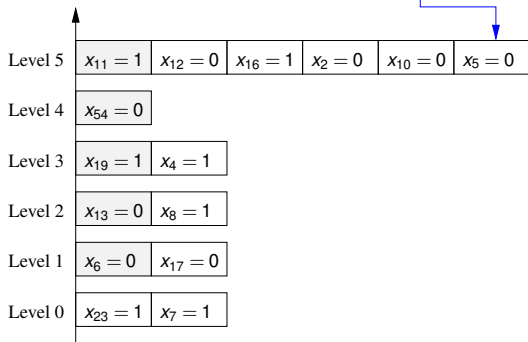 Level 5 x₁₁ = 1 x₁₂ = 0 x₁₆ = 1 x₂ = 0 x₁₀ = 0 x₅ = 0
Level 4 x₅₄ = 0
Level 3 x₁₉ = 1 x₄ = 1
Level 2 x₁₃ = 0 x₈ = 1
Level 1 x₆ = 0 x₁₇ = 0
Level 0 x₂₃ = 1 x₇ = 1